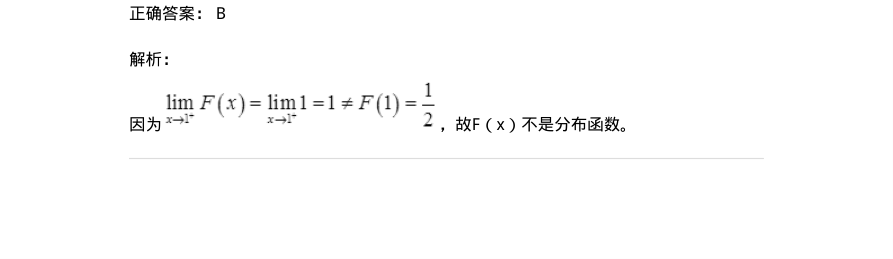 正确答案： B
解析：
因为 lim_{x→1⁺} F(x) = lim_{x→1⁺} 1 = 1 ≠ F(1) = 1/2 ，故F（x）不是分布函数。